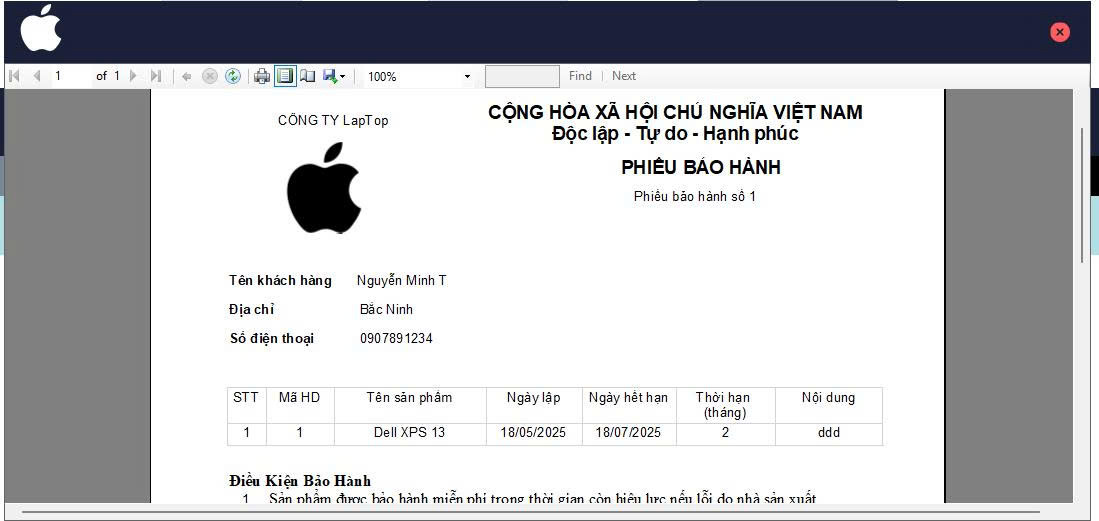 1 of 1 100% Find | Next
CÔNG TY LapTop
CỘNG HÒA XÃ HỘI CHỦ NGHĨA VIỆT NAM
Độc lập - Tự do - Hạnh phúc
PHIẾU BẢO HÀNH
Phiếu bảo hành số 1
Tên khách hàng Nguyễn Minh T
Địa chỉ Bắc Ninh
Số điện thoại 0907891234
STT Mã HD Tên sản phẩm Ngày lập Ngày hết hạn Thời hạn (tháng) Nội dung
1 1 Dell XPS 13 18/05/2025 18/07/2025 2 ddd
Điều Kiện Bảo Hành
1 Sản phẩm được bảo hành miễn phí trong thời gian còn hiệu lực nếu lỗi do nhà sản xuất